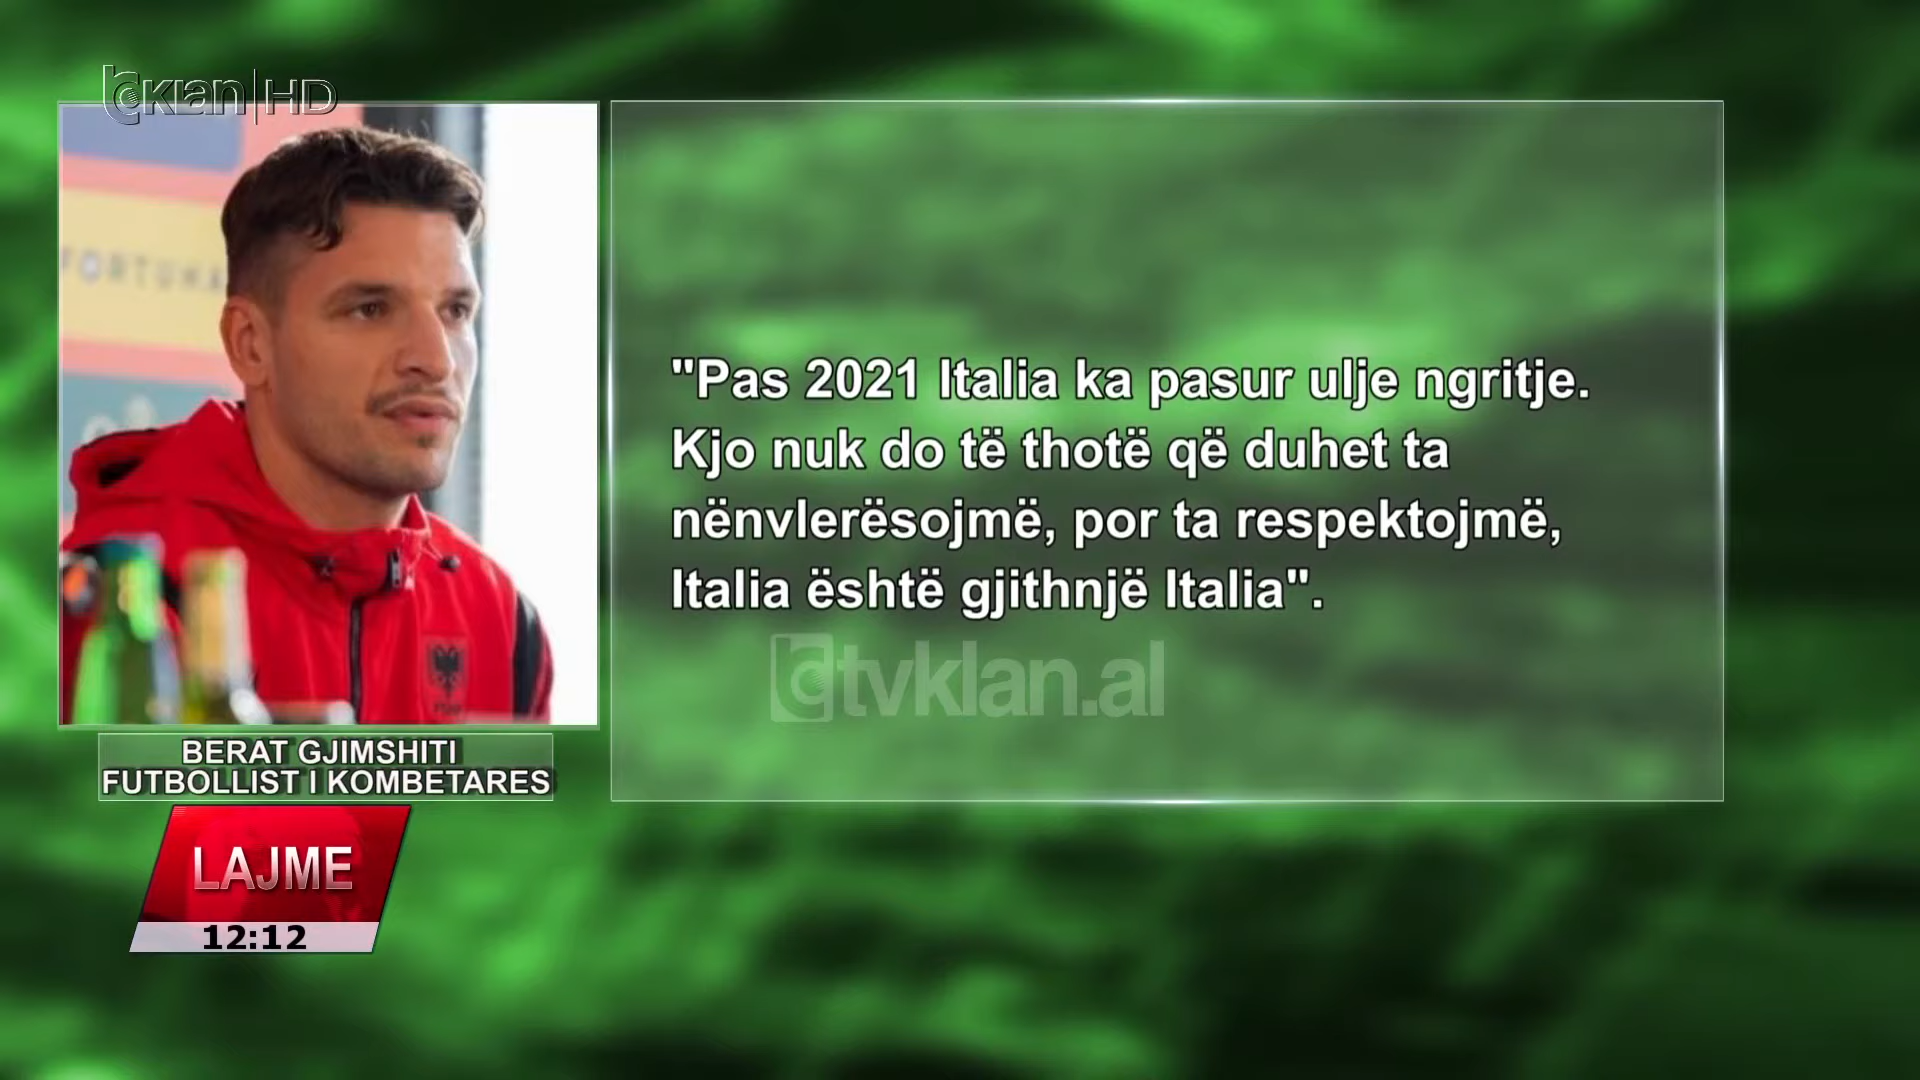 Klan HD
FORTUNA
"Pas 2021 Italia ka pasur ulje ngritje.
Kjo nuk do të thotë që duhet ta
nënvlerësojmë, por ta respektojmë,
Italia është gjithnjë Italia".
tvklan.al
BERAT GJIMSHITI
FUTBOLLIST I KOMBETARES
LAJME
12:12